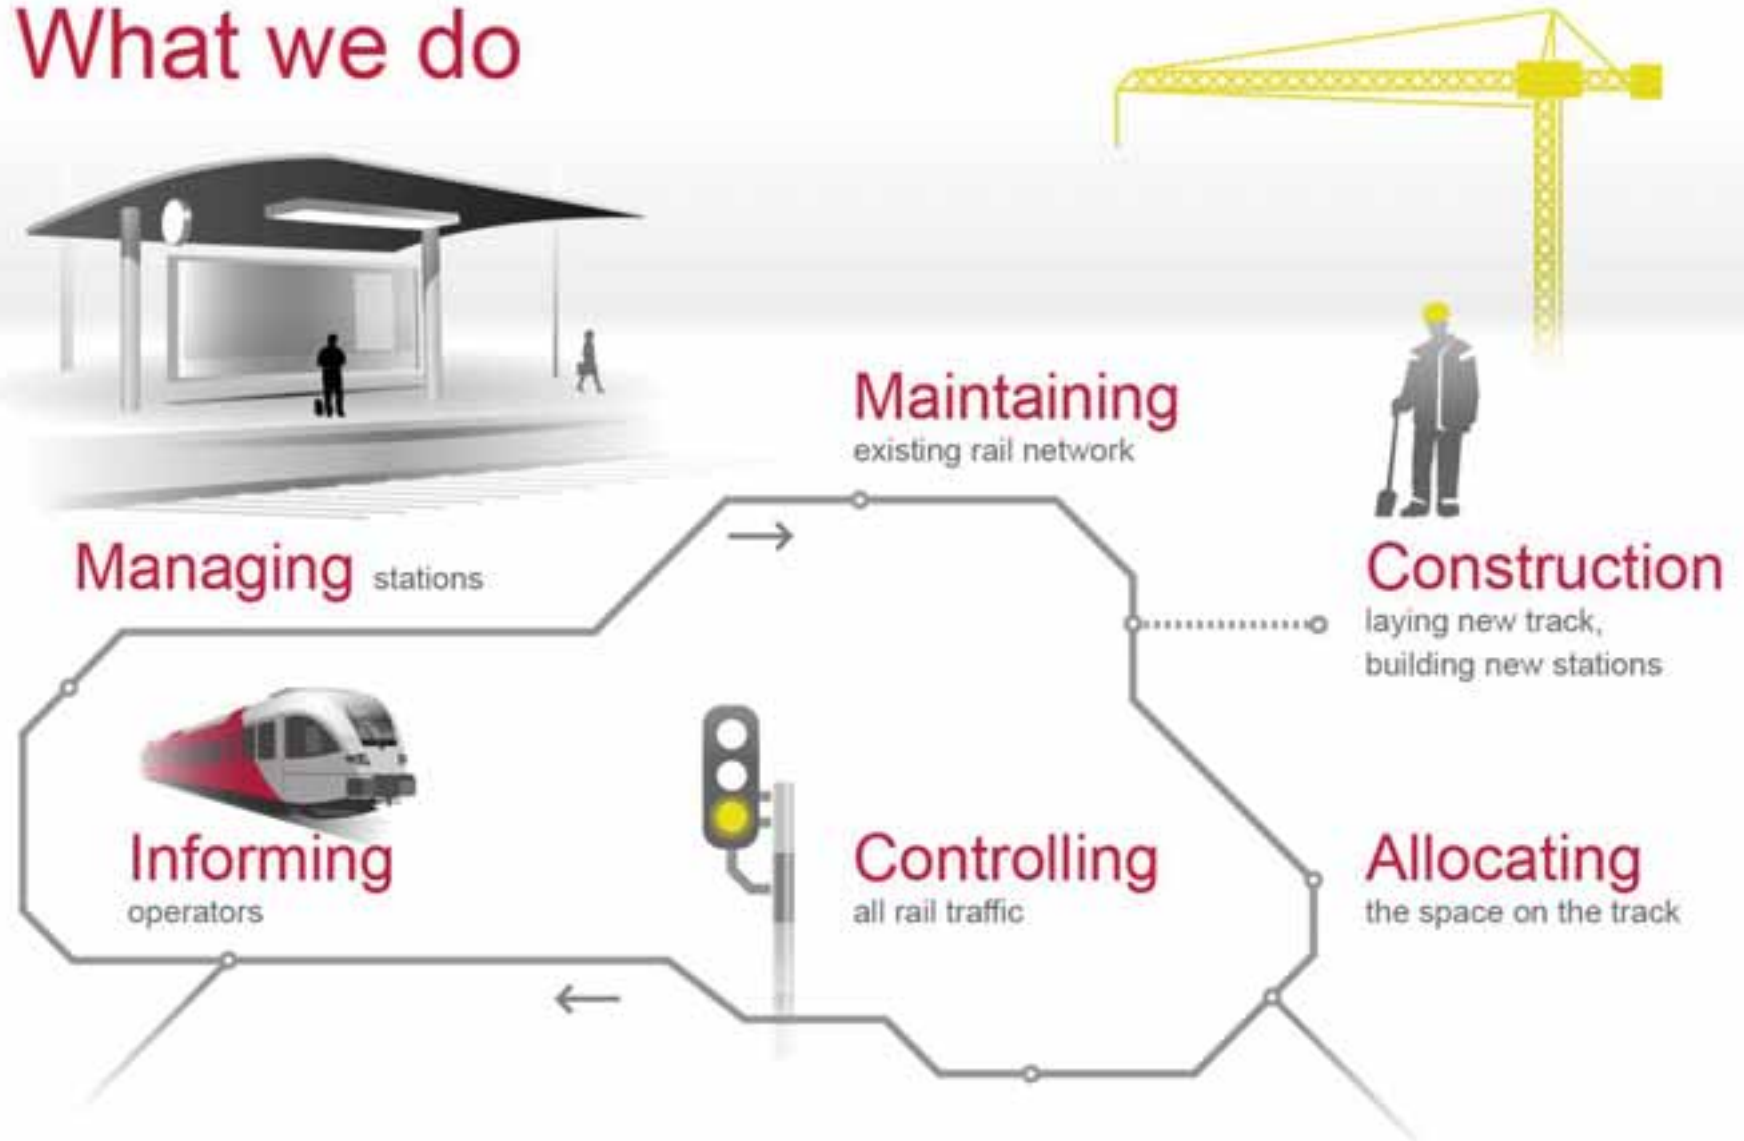 What we do
Maintaining
existing rail network
Managing stations
Construction
laying new track,
building new stations
Informing
operators
Controlling
all rail traffic
Allocating
the space on the track